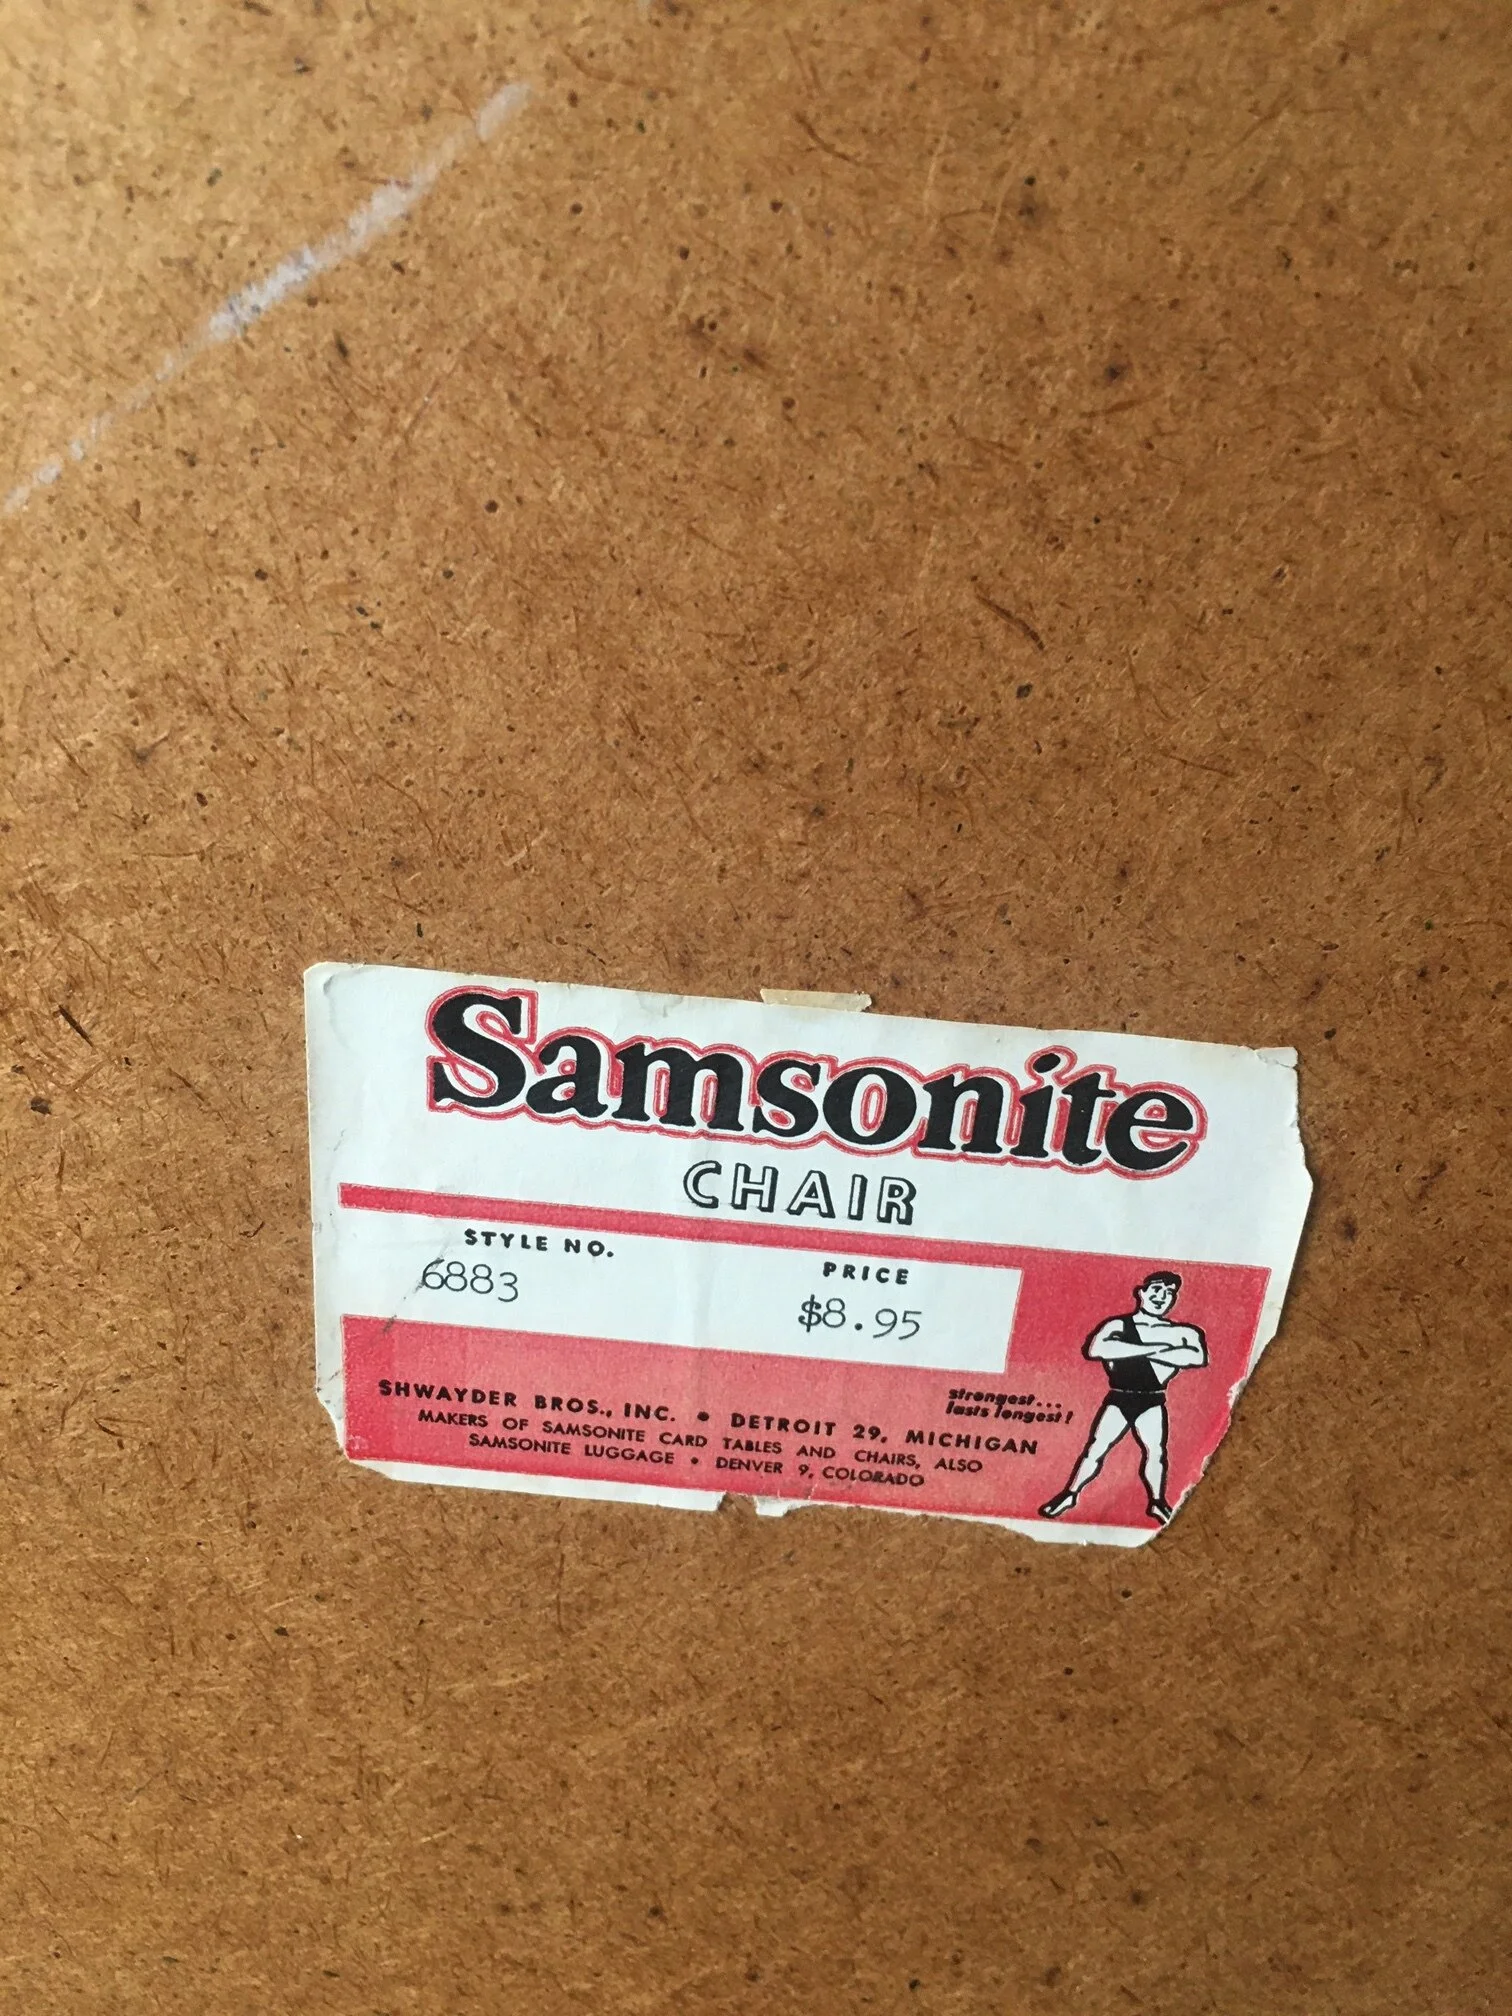 Samsonite
CHAIR
STYLE NO.
6883
PRICE
$8.95
strongest...
lasts longest!
SHWAYDER BROS., INC. • DETROIT 29, MICHIGAN
MAKERS OF SAMSONITE CARD TABLES AND CHAIRS, ALSO
SAMSONITE LUGGAGE • DENVER 9, COLORADO